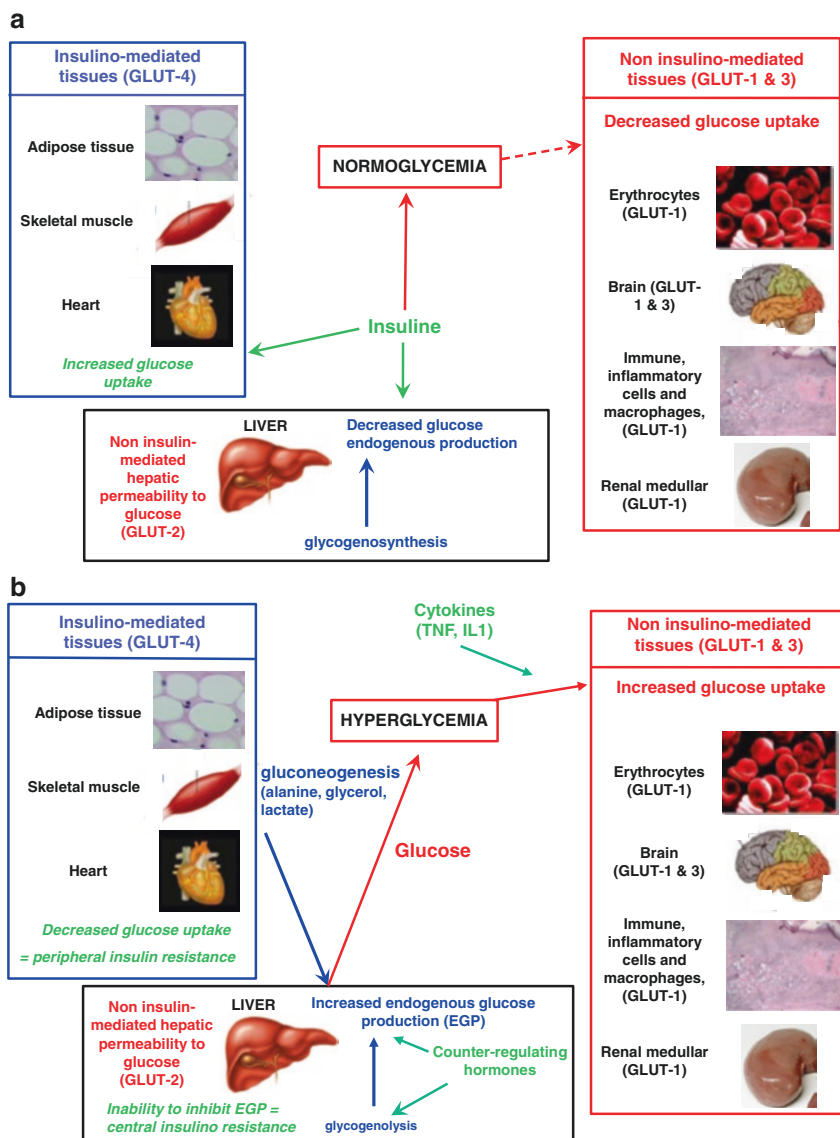 a
Insulino-mediated
tissues (GLUT-4)
Adipose tissue
Skeletal muscle
Heart
Increased glucose
uptake
NORMOGLYCEMIA
Insuline
Non insulino-mediated
tissues (GLUT-1 & 3)
Decreased glucose uptake
Erythrocytes
(GLUT-1)
Brain (GLUT-
1 & 3)
Immune,
inflammatory
cells and
macrophages,
(GLUT-1)
Renal medullar
(GLUT-1)
Non insulin-
mediated
hepatic
permeability to
glucose
(GLUT-2)
LIVER
Decreased glucose
endogenous production
glycogenosynthesis
b
Insulino-mediated
tissues (GLUT-4)
Adipose tissue
Skeletal muscle
Heart
Decreased glucose uptake
= peripheral insulin resistance
Cytokines
(TNF, IL1)
HYPERGLYCEMIA
gluconeogenesis
(alanine, glycerol,
lactate)
Glucose
Non insulino-mediated
tissues (GLUT-1 & 3)
Increased glucose uptake
Erythrocytes
(GLUT-1)
Brain
(GLUT-1 & 3)
Immune,
inflammatory
cells and
macrophages,
(GLUT-1)
Renal medullar
(GLUT-1)
Non insulin-
mediated hepatic
permeability to
glucose
(GLUT-2)
LIVER
Increased endogenous glucose
production (EGP)
Counter-regulating
hormones
Inability to inhibit EGP =
central insulino resistance
glycogenolysis